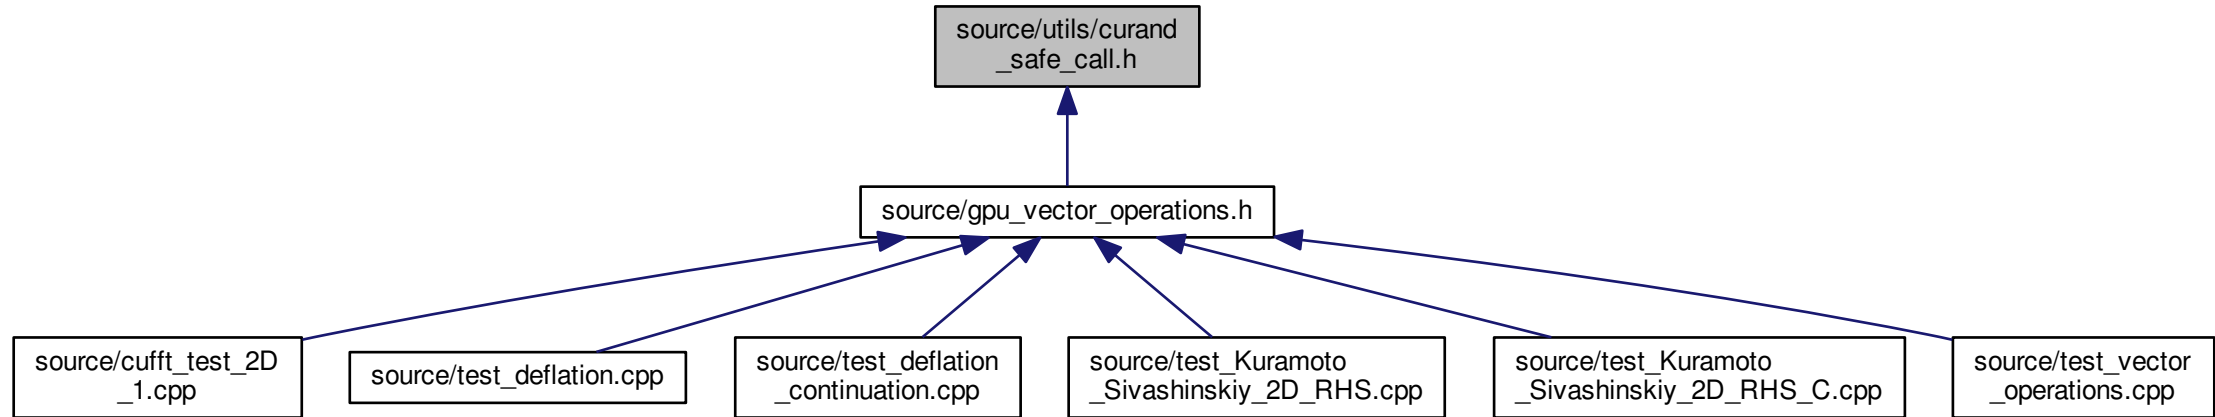 source/utils/curand
_safe_call.h
source/gpu_vector_operations.h
source/cufft_test_2D
_1.cpp
source/test_deflation.cpp
source/test_deflation
_continuation.cpp
source/test_Kuramoto
_Sivashinskiy_2D_RHS.cpp
source/test_Kuramoto
_Sivashinskiy_2D_RHS_C.cpp
source/test_vector
_operations.cpp